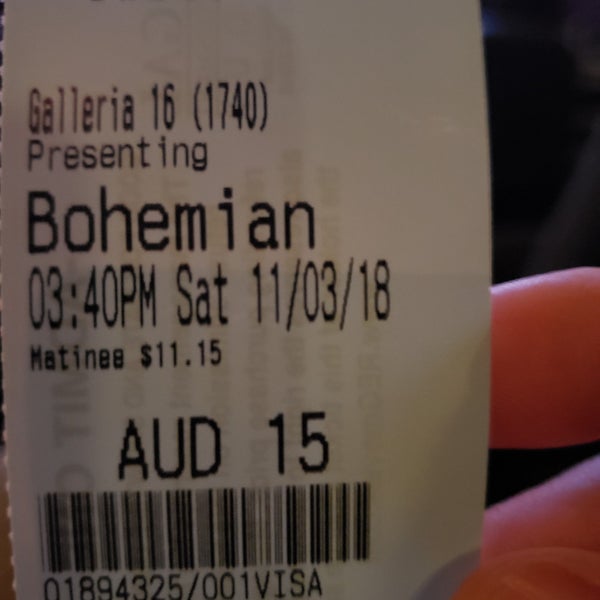 Galleria 16 (1740)
Presenting
Bohemian
03:40PM Sat 11/03/18
Matinee $11.15
AUD 15
01894325/001VISA